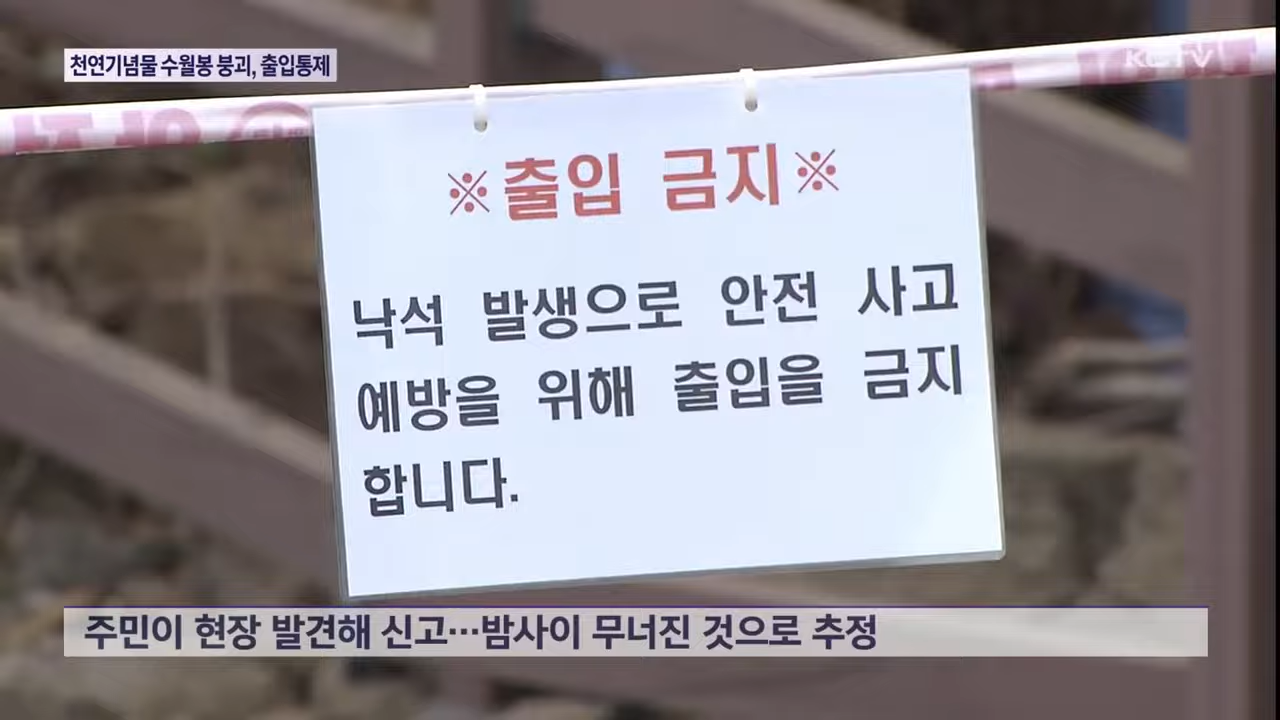 천연기념물 수월봉 붕괴, 출입통제
KCTV
※출입 금지※
낙석 발생으로 안전 사고
예방을 위해 출입을 금지
합니다.
주민이 현장 발견해 신고…밤사이 무너진 것으로 추정